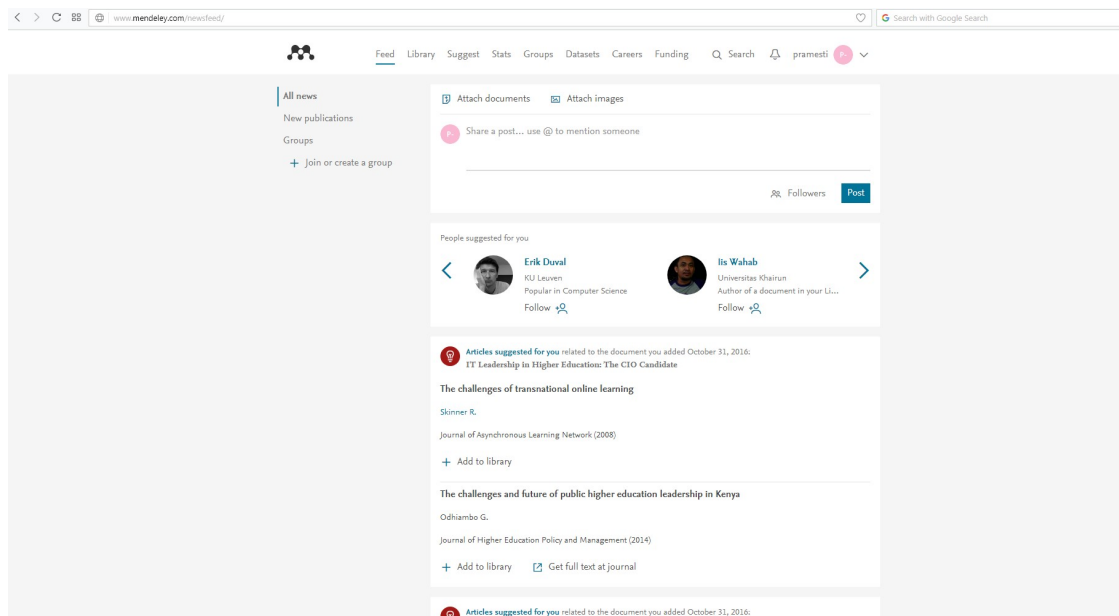 www.mendeley.com/newsfeed/
Search with Google Search
Feed Library Suggest Stats Groups Datasets Careers Funding Search pramesti P-
All news
New publications
Groups
+ Join or create a group
Attach documents Attach images
P- Share a post... use @ to mention someone
Followers Post
People suggested for you
Erik Duval
KU Leuven
Popular in Computer Science
Follow
Iis Wahab
Universitas Khairun
Author of a document in your Li...
Follow
Articles suggested for you related to the document you added October 31, 2016:
IT Leadership in Higher Education: The CIO Candidate
The challenges of transnational online learning
Skinner R.
Journal of Asynchronous Learning Network (2008)
+ Add to library
The challenges and future of public higher education leadership in Kenya
Odhiambo G.
Journal of Higher Education Policy and Management (2014)
+ Add to library Get full text at journal
Articles suggested for you related to the document you added October 31, 2016: